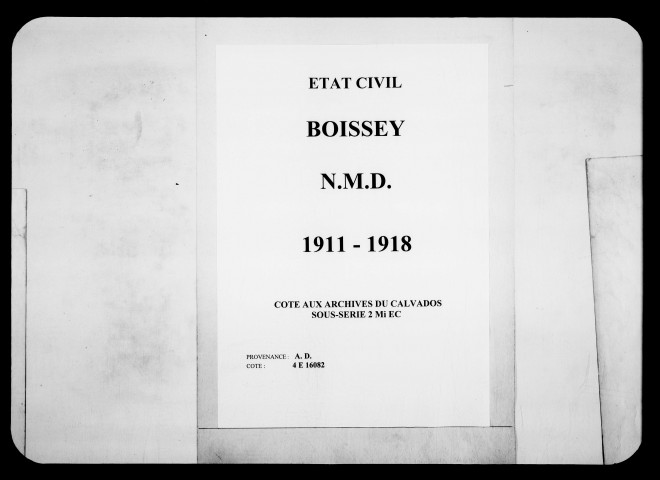 ETAT CIVIL
BOISSEY
N.M.D.
1911 - 1918
COTE AUX ARCHIVES DU CALVADOS
SOUS-SERIE 2 Mi EC
PROVENANCE : A. D.
COTE : 4 E 16082